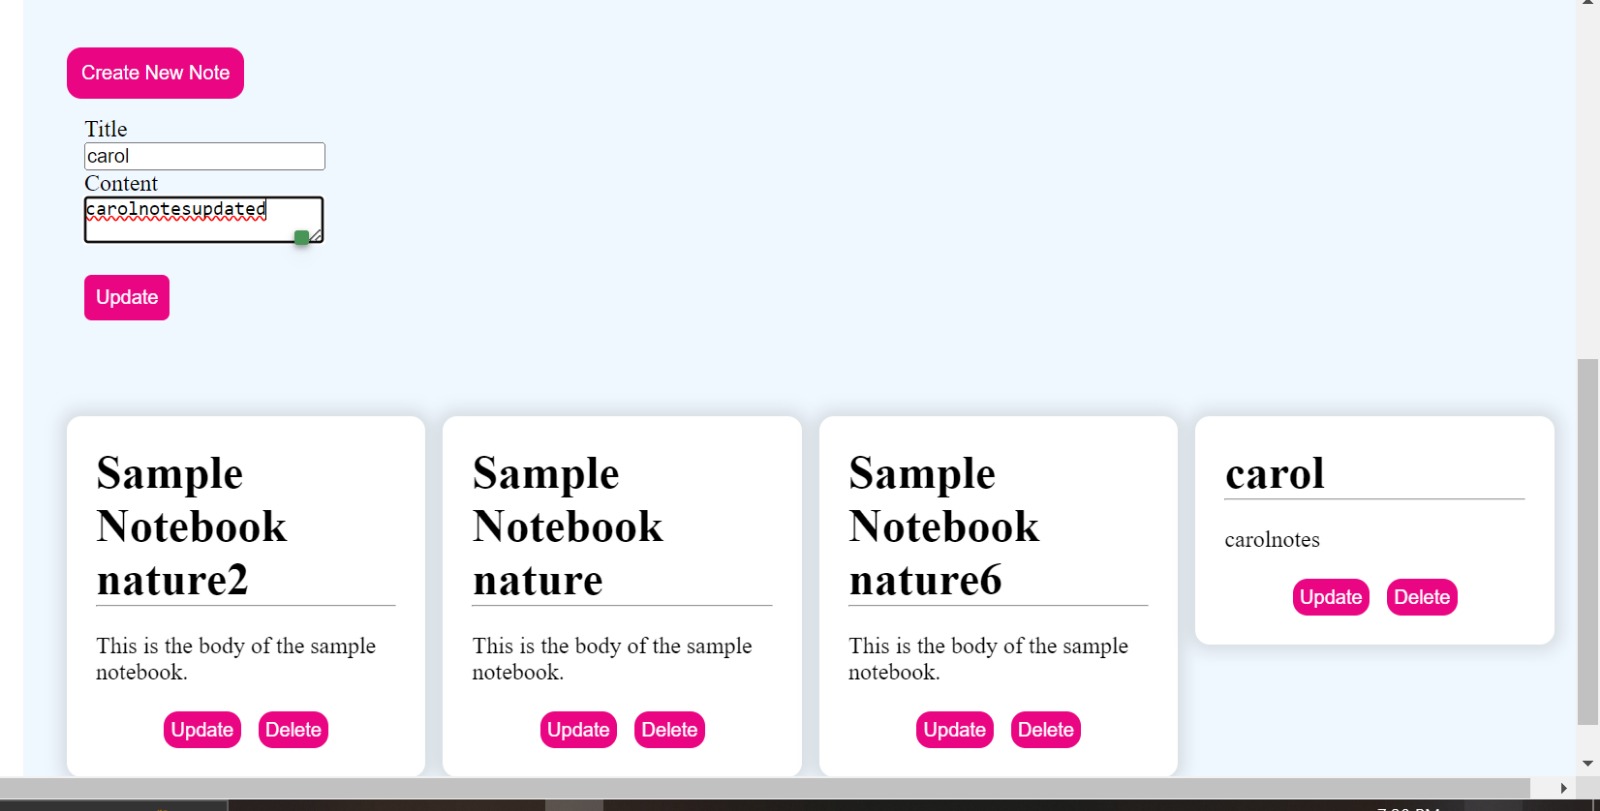 Create New Note
Title
carol
Content
carolnotesupdated
Update
Sample
Notebook
nature2
This is the body of the sample
notebook.
Update Delete
Sample
Notebook
nature
This is the body of the sample
notebook.
Update Delete
Sample
Notebook
nature6
This is the body of the sample
notebook.
Update Delete
carol
carolnotes
Update Delete